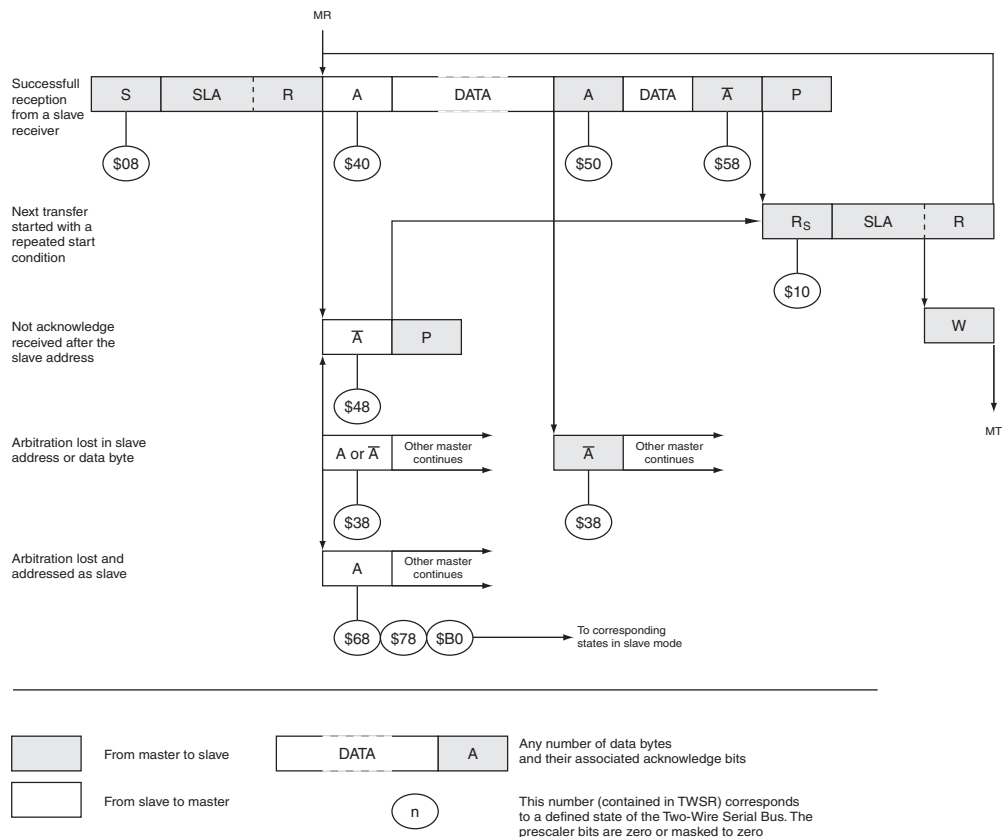 MR
Successfull
reception
from a slave
receiver
S SLA R A DATA A DATA A̅ P
$08 $40 $50 $58
Next transfer
started with a
repeated start
condition
RS SLA R
$10
Not acknowledge
received after the
slave address
A̅ P
W
$48
MT
Arbitration lost in slave
address or data byte
A or A̅ Other master
continues
A̅ Other master
continues
$38 $38
Arbitration lost and
addressed as slave
A Other master
continues
$68 $78 $B0 To corresponding
states in slave mode
From master to slave
DATA A Any number of data bytes
and their associated acknowledge bits
From slave to master
n This number (contained in TWSR) corresponds
to a defined state of the Two-Wire Serial Bus. The
prescaler bits are zero or masked to zero